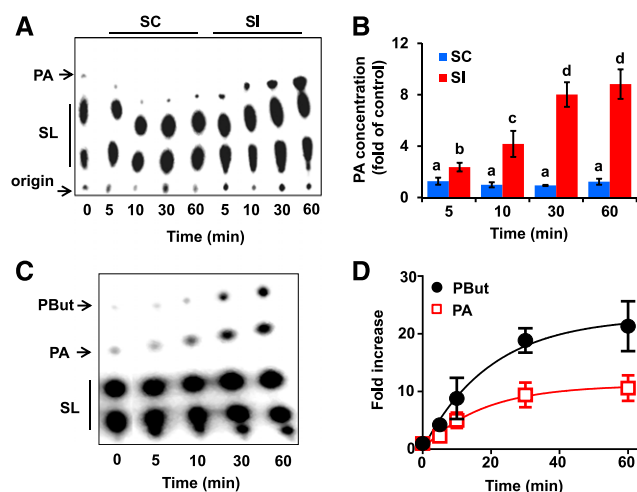 A
SC SI
PA
SL
origin
0 5 10 30 60 5 10 30 60
Time (min)
B
SC
SI
PA concentration
(fold of control)
12
8
4
0
a b a c a d a d
5 10 30 60
Time (min)
C
PBut
PA
SL
0 5 10 30 60
Time (min)
D
PBut
PA
Fold increase
30
20
10
0
0 20 40 60
Time (min)